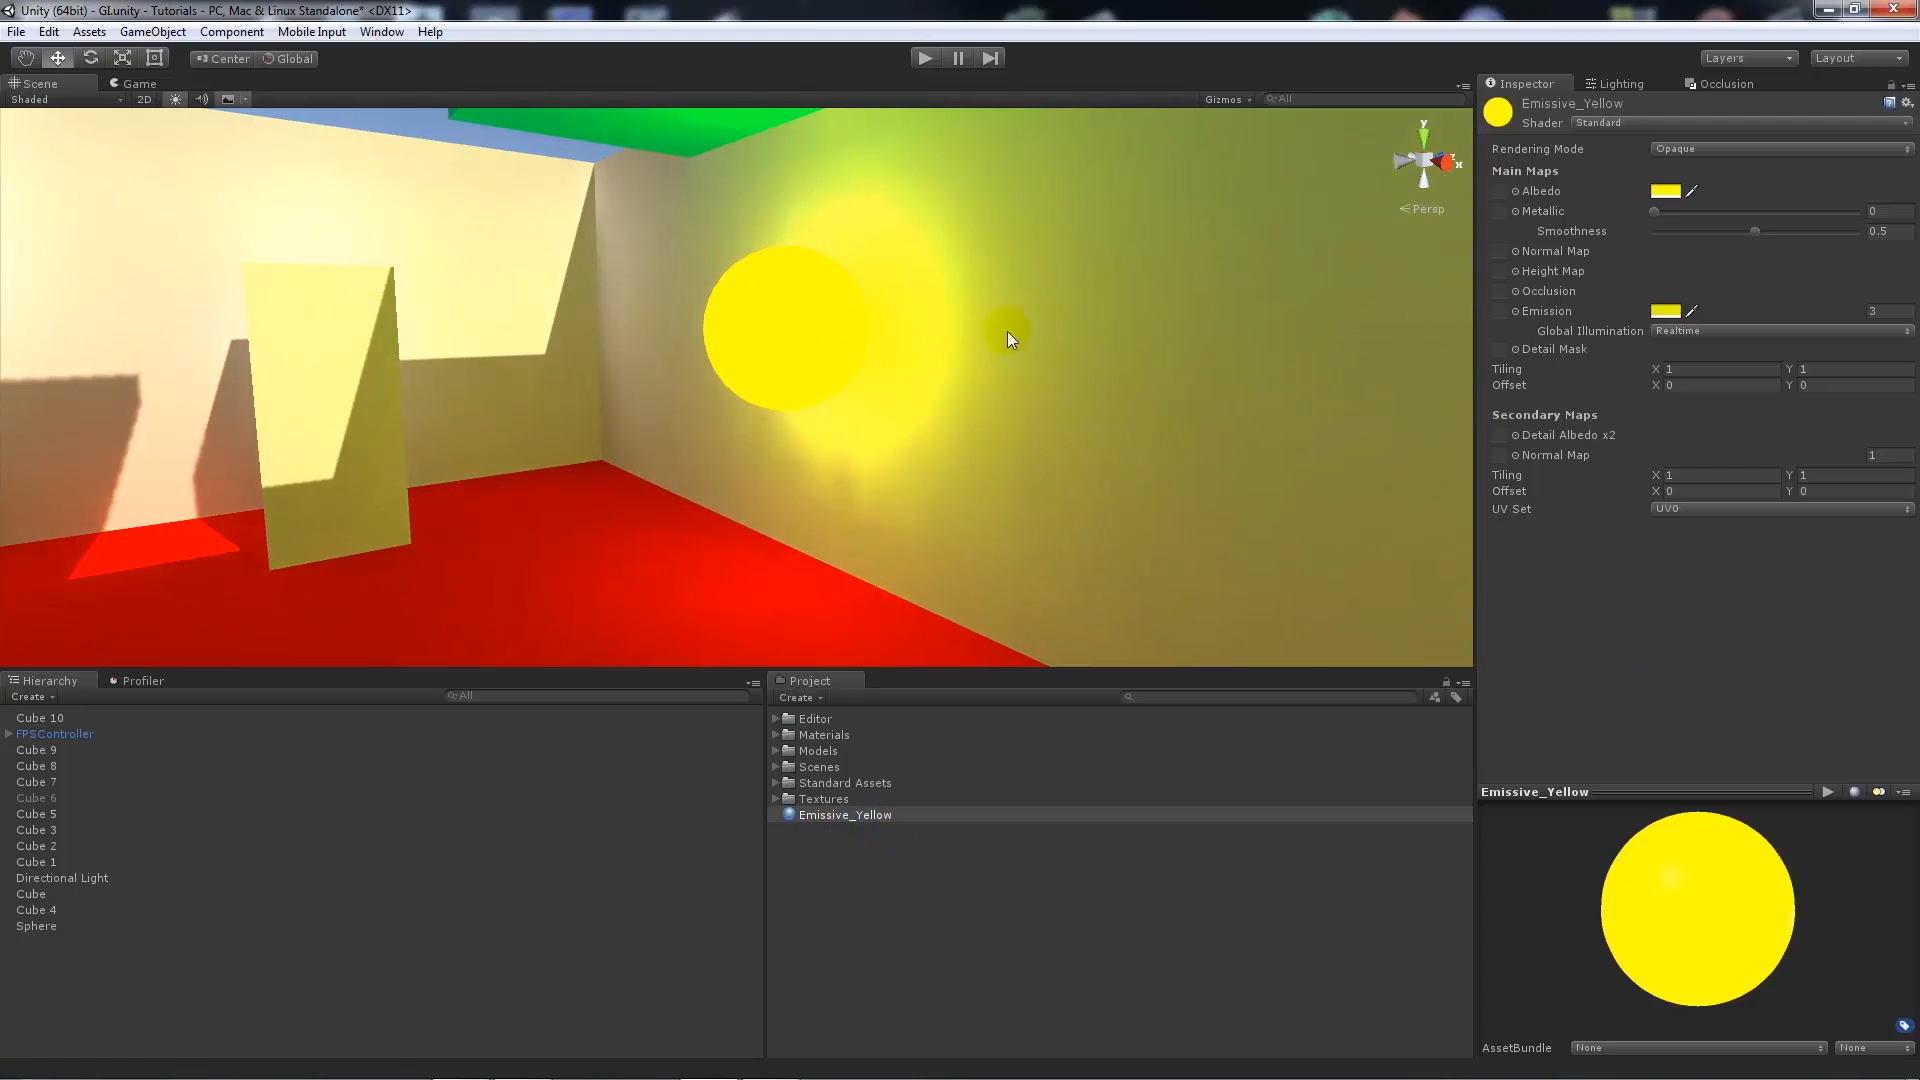 Unity (64bit) - GI.unity - Tutorials - PC, Mac & Linux Standalone* <DX11>
File Edit Assets GameObject Component Mobile Input Window Help
Center Global Layers Layout
Scene Game
Shaded 2D Gizmos All
y
x
Persp
Inspector Lighting Occlusion
Emissive_Yellow
Shader Standard
Rendering Mode Opaque
Main Maps
Albedo
Metallic 0
Smoothness 0.5
Normal Map
Height Map
Occlusion
Emission 3
Global Illumination Realtime
Detail Mask
Tiling X 1 Y 1
Offset X 0 Y 0
Secondary Maps
Detail Albedo x2
Normal Map 1
Tiling X 1 Y 1
Offset X 0 Y 0
UV Set UV0
Hierarchy Profiler
Create All
Cube 10
FPSController
Cube 9
Cube 8
Cube 7
Cube 6
Cube 5
Cube 3
Cube 2
Cube 1
Directional Light
Cube
Cube 4
Sphere
Project
Create
Editor
Materials
Models
Scenes
Standard Assets
Textures
Emissive_Yellow
Emissive_Yellow
AssetBundle None None